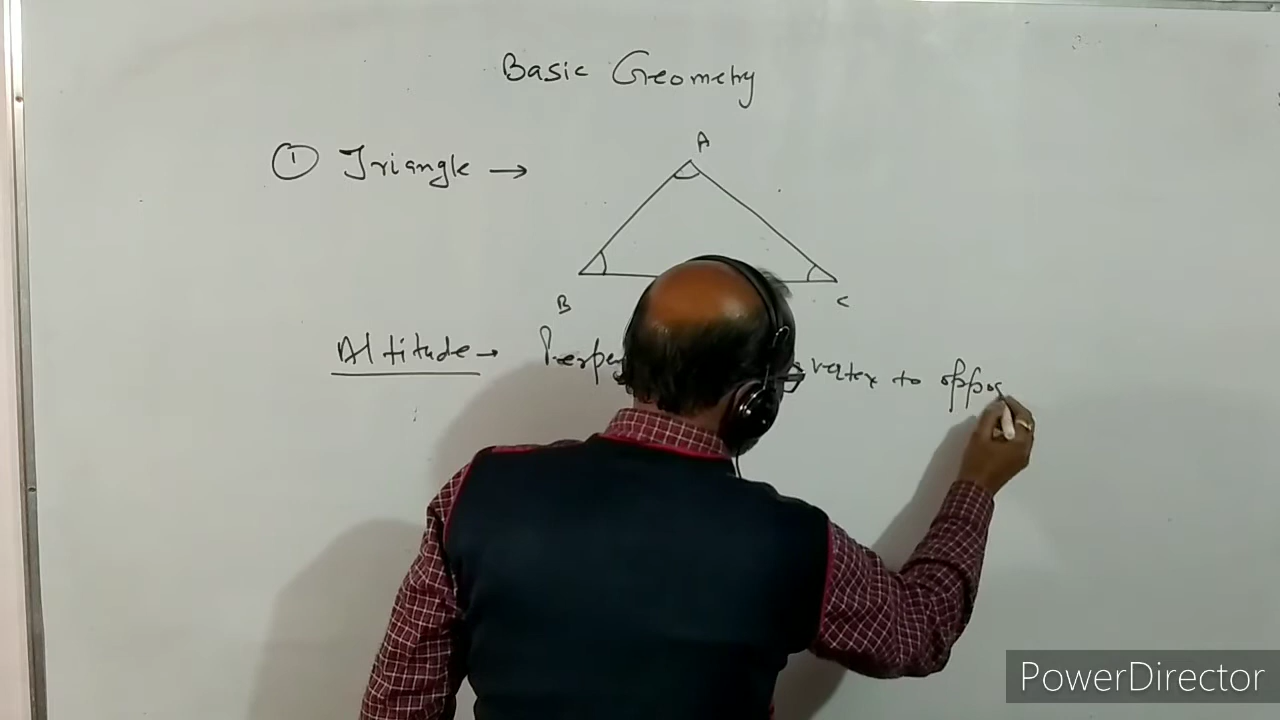 Basic Geometry
① Triangle →
A
B
C
Altitude → Perpe vertex to oppos
PowerDirector